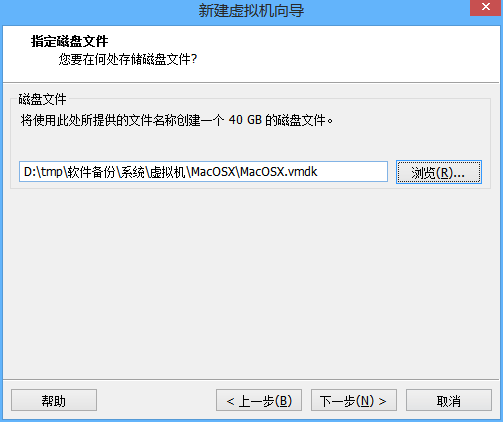 新建虚拟机向导
指定磁盘文件
您要在何处存储磁盘文件?
磁盘文件
将使用此处所提供的文件名称创建一个 40 GB 的磁盘文件。
D:\tmp\软件备份\系统\虚拟机\MacOSX\MacOSX.vmdk
浏览(R)...
帮助
< 上一步(B)
下一步(N) >
取消